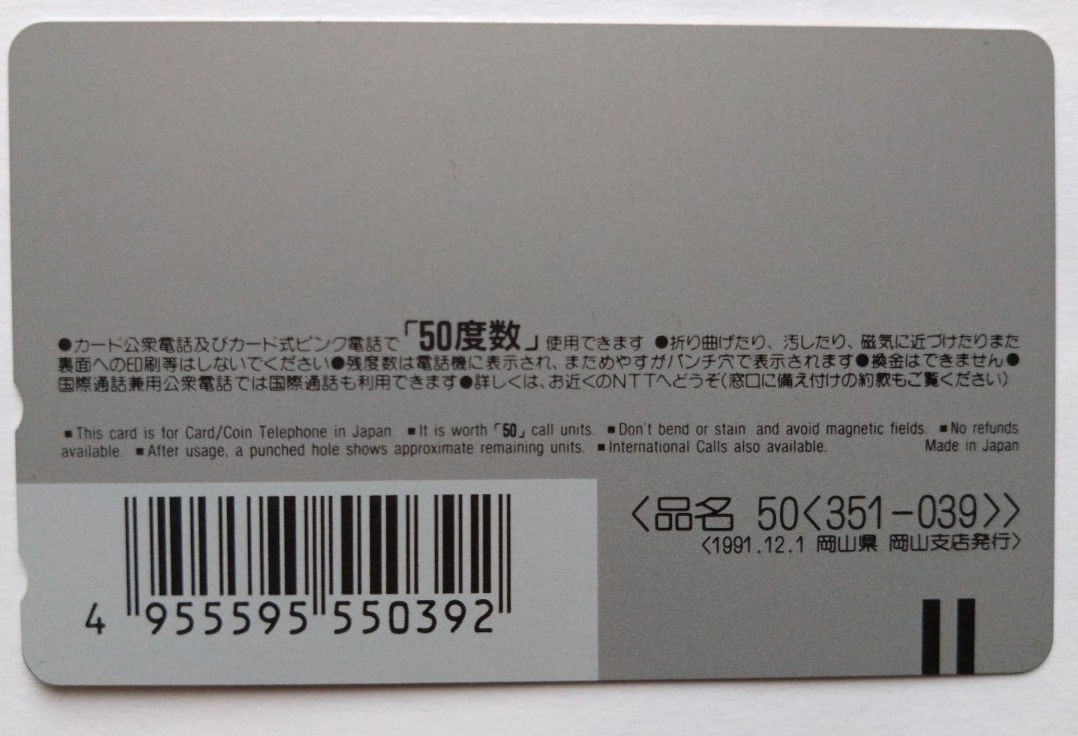 ●カード公衆電話及びカード式ピンク電話で「50度数」使用できます ●折り曲げたり、汚したり、磁気に近づけたりまた
裏面への印刷等はしないでください●残度数は電話機に表示され、まためやすがパンチ穴で表示されます●換金はできません●
国際通話兼用公衆電話では国際通話も利用できます●詳しくは、お近くのNTTへどうぞ(窓口に備え付けの約款もご覧ください)
■This card is for Card/Coin Telephone in Japan. ■It is worth「50」call units. ■Don't bend or stain and avoid magnetic fields. ■No refunds
available. ■After usage, a punched hole shows approximate remaining units. ■International Calls also available. Made in Japan
〈品名 50〈351-039〉〉
〈1991.12.1 岡山県 岡山支店発行〉
4 955595 550392